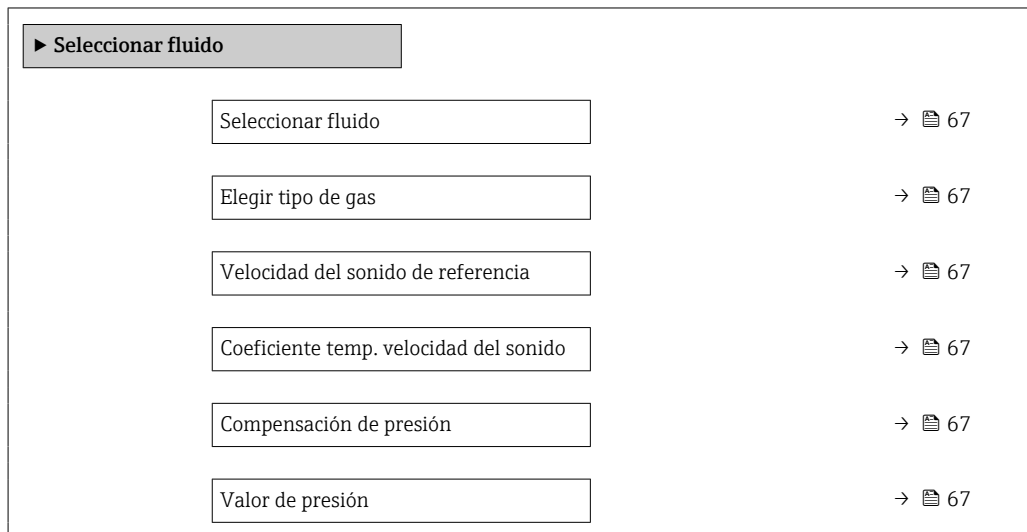 ▶ Seleccionar fluido
Seleccionar fluido → 67
Elegir tipo de gas → 67
Velocidad del sonido de referencia → 67
Coeficiente temp. velocidad del sonido → 67
Compensación de presión → 67
Valor de presión → 67